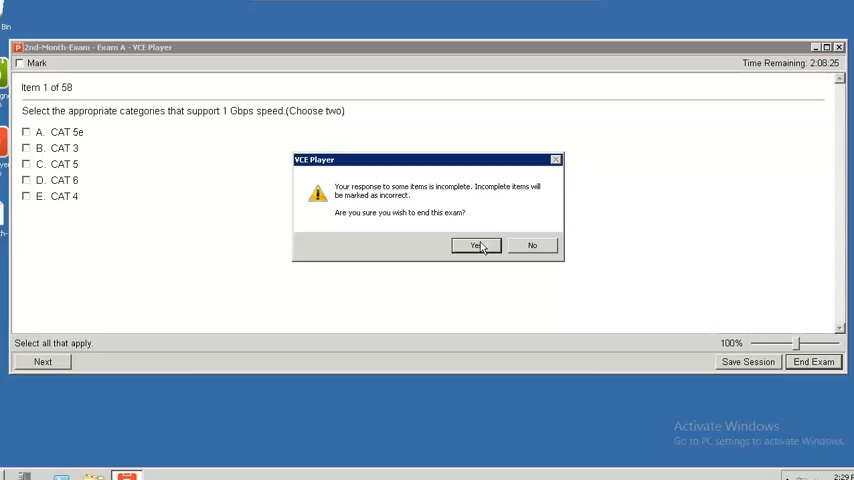 Bin
2nd-Month-Exam - Exam A - VCE Player
Mark
Time Remaining: 2:08:25
Item 1 of 58
Select the appropriate categories that support 1 Gbps speed.(Choose two)
A. CAT 5e
B. CAT 3
C. CAT 5
D. CAT 6
E. CAT 4
VCE Player
Your response to some items is incomplete. Incomplete items will
be marked as incorrect.
Are you sure you wish to end this exam?
Yes
No
Select all that apply.
100%
Next
Save Session
End Exam
Activate Windows
Go to PC settings to activate Windows.
2:29